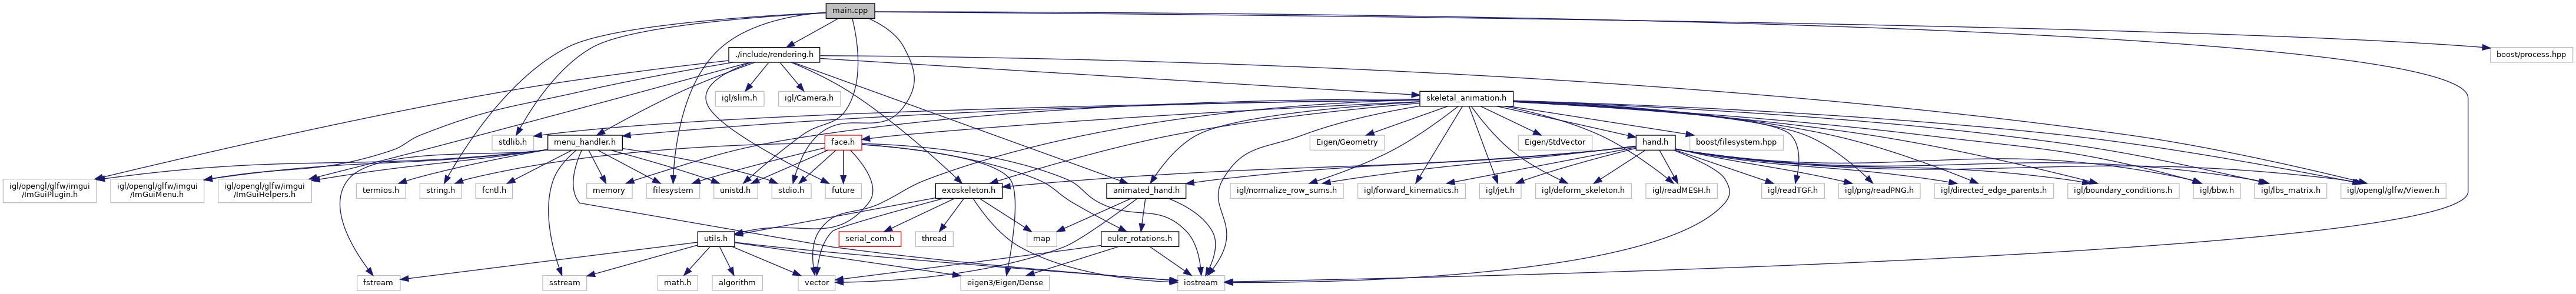 main.cpp
./include/rendering.h
boost/process.hpp
igl/slim.h
igl/Camera.h
skeletal_animation.h
stdlib.h
menu_handler.h
face.h
Eigen/Geometry
Eigen/StdVector
hand.h
boost/filesystem.hpp
igl/opengl/glfw/imgui
/ImGuiPlugin.h
igl/opengl/glfw/imgui
/ImGuiMenu.h
igl/opengl/glfw/imgui
/ImGuiHelpers.h
termios.h
string.h
fcntl.h
memory
filesystem
unistd.h
stdio.h
future
exoskeleton.h
animated_hand.h
igl/normalize_row_sums.h
igl/forward_kinematics.h
igl/jet.h
igl/deform_skeleton.h
igl/readMESH.h
igl/readTGF.h
igl/png/readPNG.h
igl/directed_edge_parents.h
igl/boundary_conditions.h
igl/bbw.h
igl/lbs_matrix.h
igl/opengl/glfw/Viewer.h
utils.h
serial_com.h
thread
map
euler_rotations.h
fstream
sstream
math.h
algorithm
vector
eigen3/Eigen/Dense
iostream